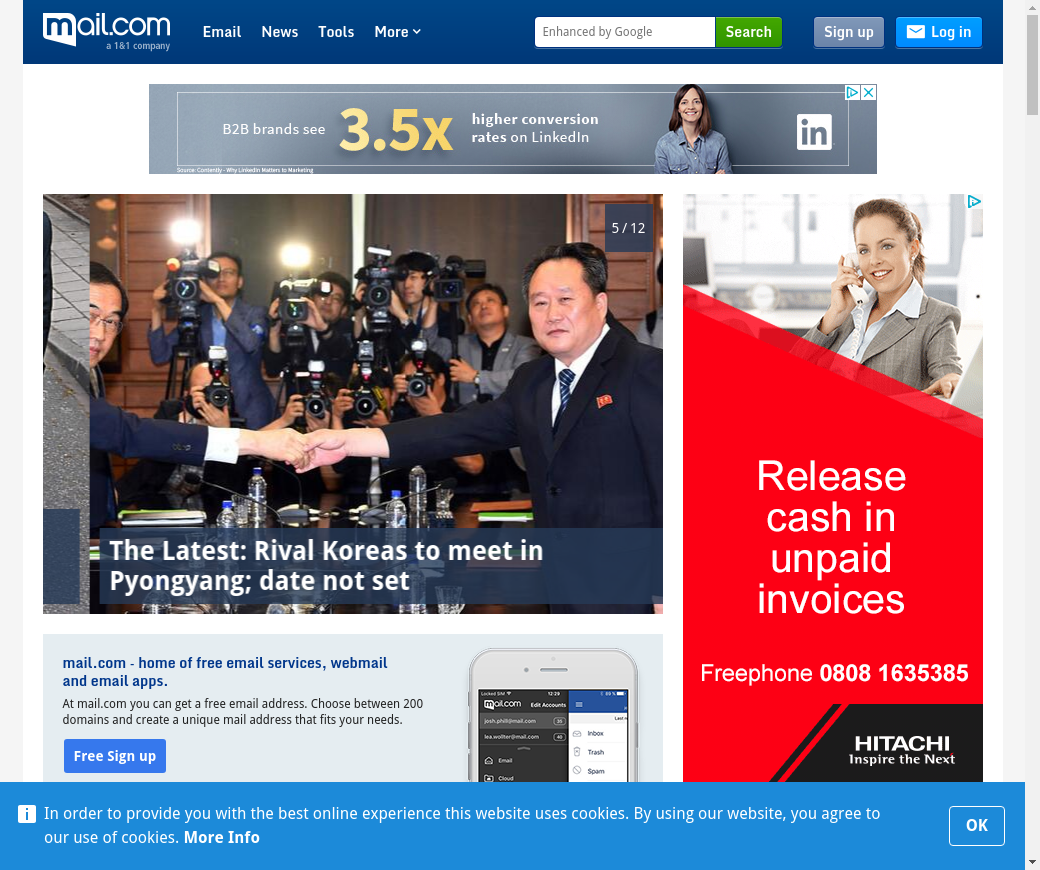 mail.com
a 1&1 company
Email News Tools More
Enhanced by Google
Search
Sign up
Log in
B2B brands see 3.5x higher conversion
rates on LinkedIn
in
Source: Contently - Why LinkedIn Matters to Marketing
5 / 12
The Latest: Rival Koreas to meet in
Pyongyang; date not set
Release
cash in
unpaid
invoices
Freephone 0808 1635385
HITACHI
Inspire the Next
mail.com - home of free email services, webmail
and email apps.
At mail.com you can get a free email address. Choose between 200
domains and create a unique mail address that fits your needs.
Free Sign up
Locked SIM 12:29 89 %
mail.com Edit Accounts
josh.phill@mail.com 35
lea.wollter@mail.com 40
Email
Cloud
Inbox
Trash
Spam
In order to provide you with the best online experience this website uses cookies. By using our website, you agree to
our use of cookies. More Info
OK